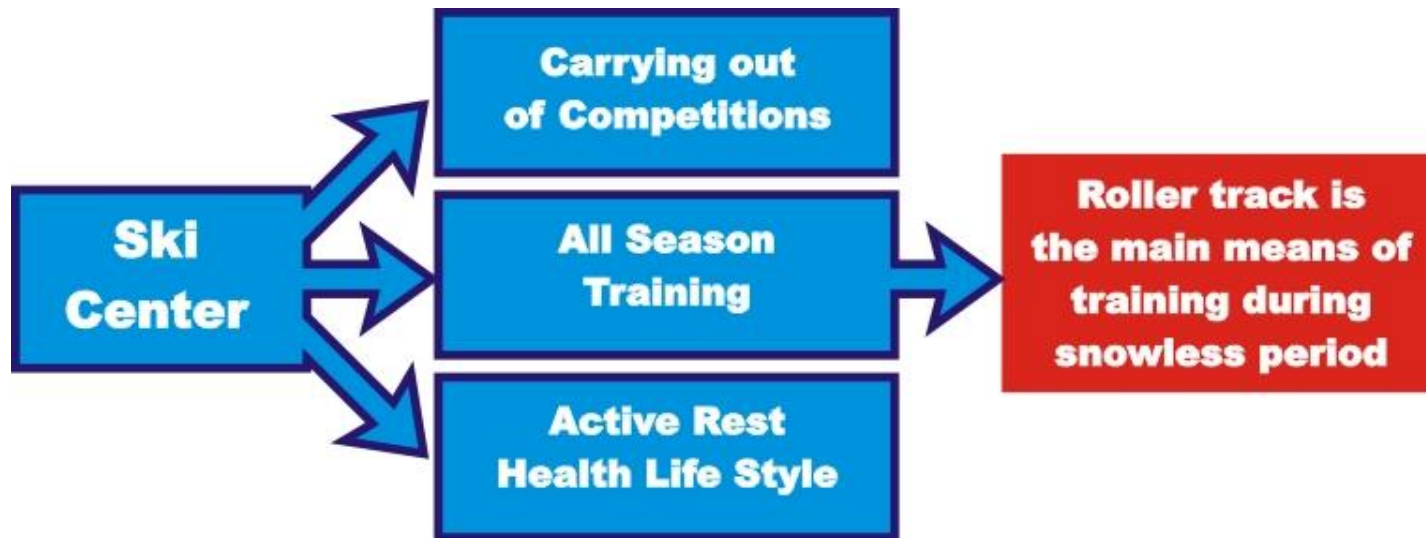 Ski
Center
Carrying out
of Competitions
All Season
Training
Active Rest
Health Life Style
Roller track is
the main means of
training during
snowless period